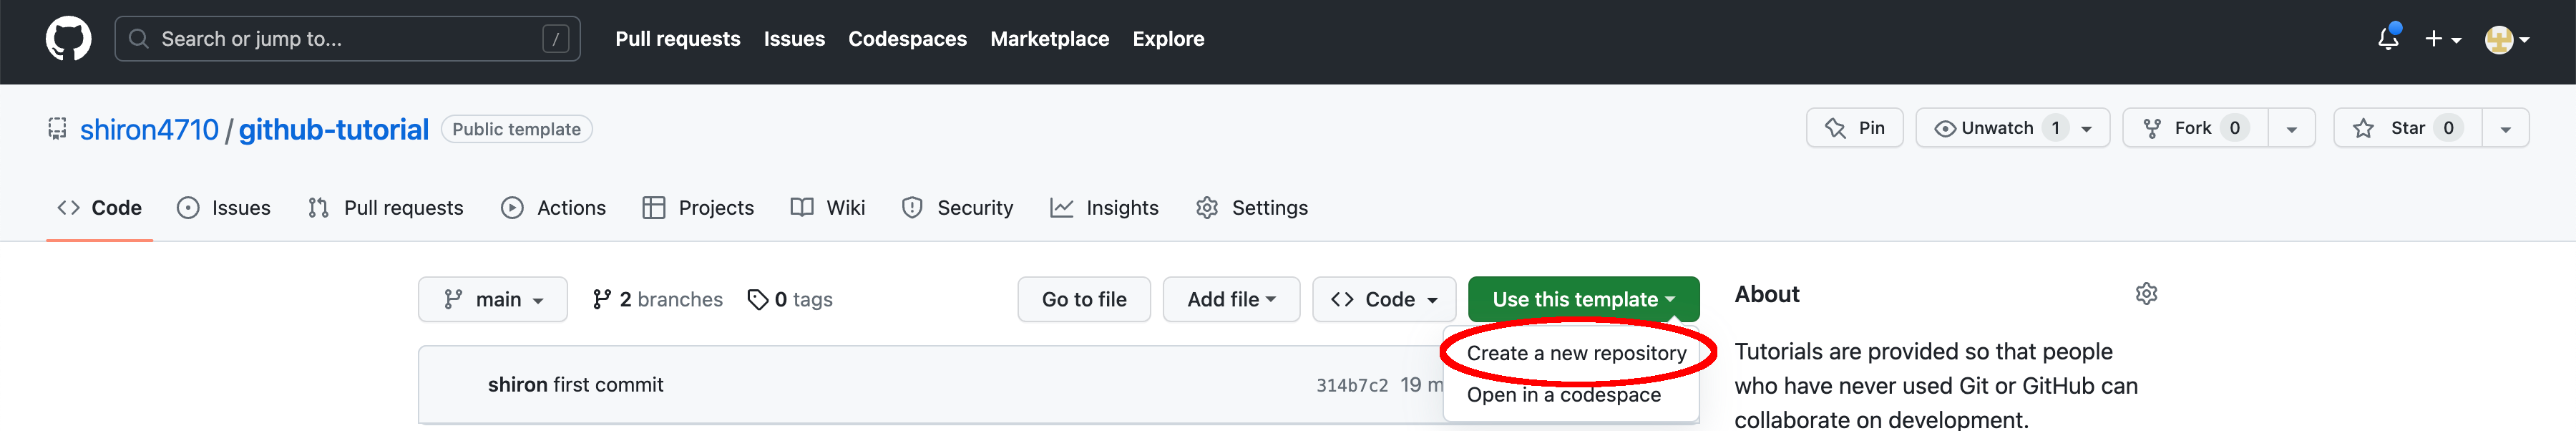 Search or jump to... /
Pull requests Issues Codespaces Marketplace Explore
shiron4710 / github-tutorial Public template
Pin Unwatch 1 Fork 0 Star 0
Code Issues Pull requests Actions Projects Wiki Security Insights Settings
main 2 branches 0 tags Go to file Add file Code Use this template
About
Create a new repository
Open in a codespace
shiron first commit 314b7c2 19 m
Tutorials are provided so that people
who have never used Git or GitHub can
collaborate on development.